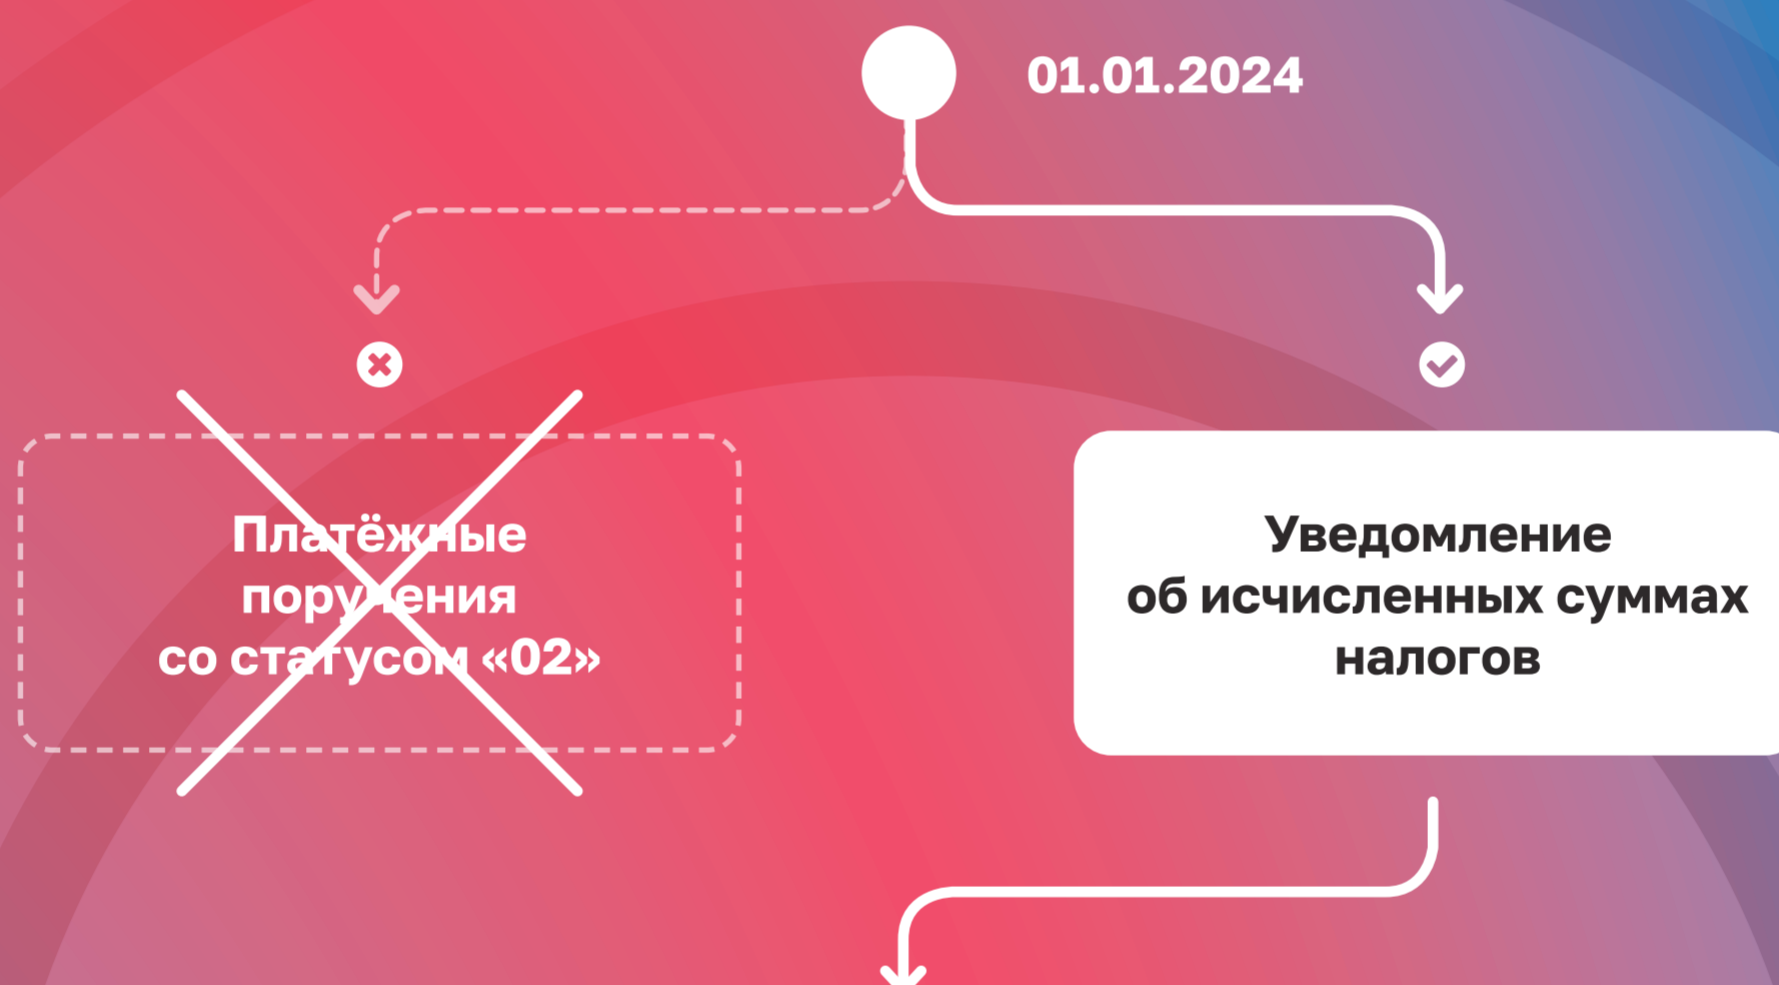 01.01.2024
Платёжные
поручения
со статусом «02»
Уведомление
об исчисленных суммах
налогов